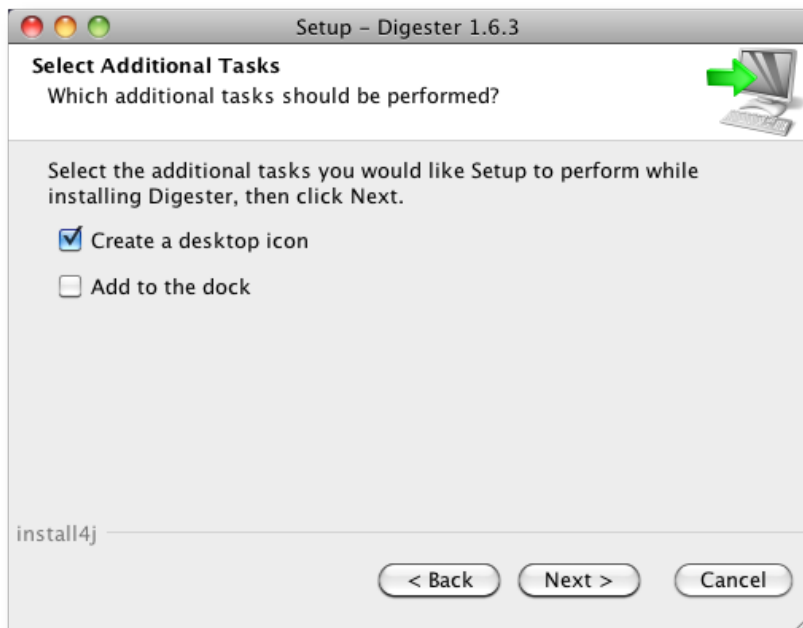 Setup – Digester 1.6.3
Select Additional Tasks
Which additional tasks should be performed?
Select the additional tasks you would like Setup to perform while
installing Digester, then click Next.
Create a desktop icon
Add to the dock
install4j
< Back
Next >
Cancel